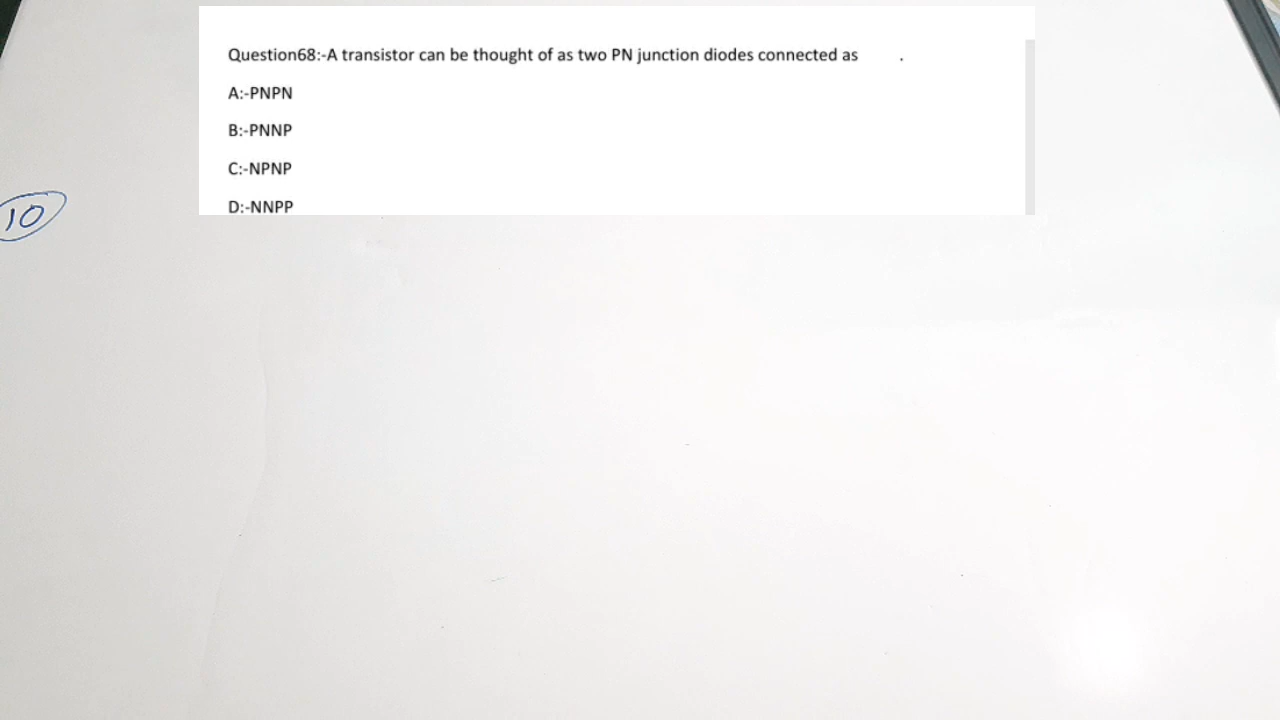 Question68:-A transistor can be thought of as two PN junction diodes connected as .
A:-PNPN
B:-PNNP
C:-NPNP
D:-NNPP
10